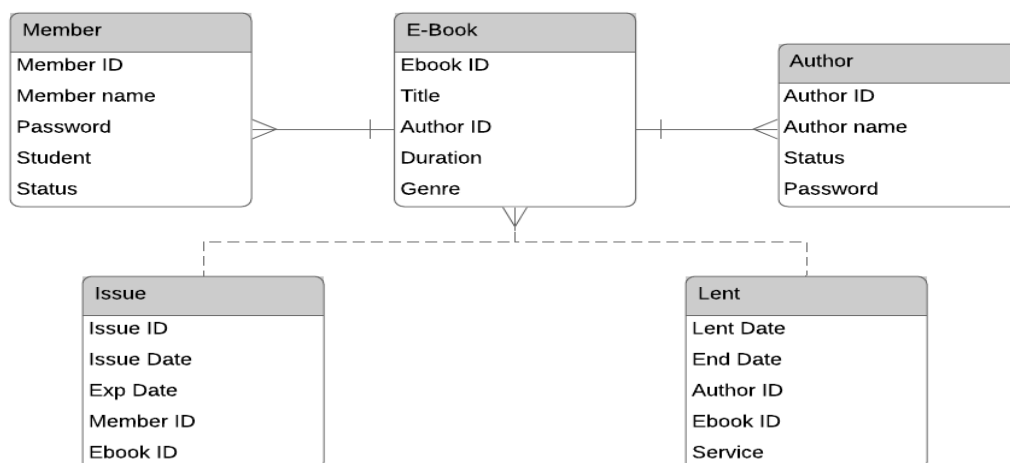 Member
Member ID
Member name
Password
Student
Status
E-Book
Ebook ID
Title
Author ID
Duration
Genre
Author
Author ID
Author name
Status
Password
Issue
Issue ID
Issue Date
Exp Date
Member ID
Ebook ID
Lent
Lent Date
End Date
Author ID
Ebook ID
Service